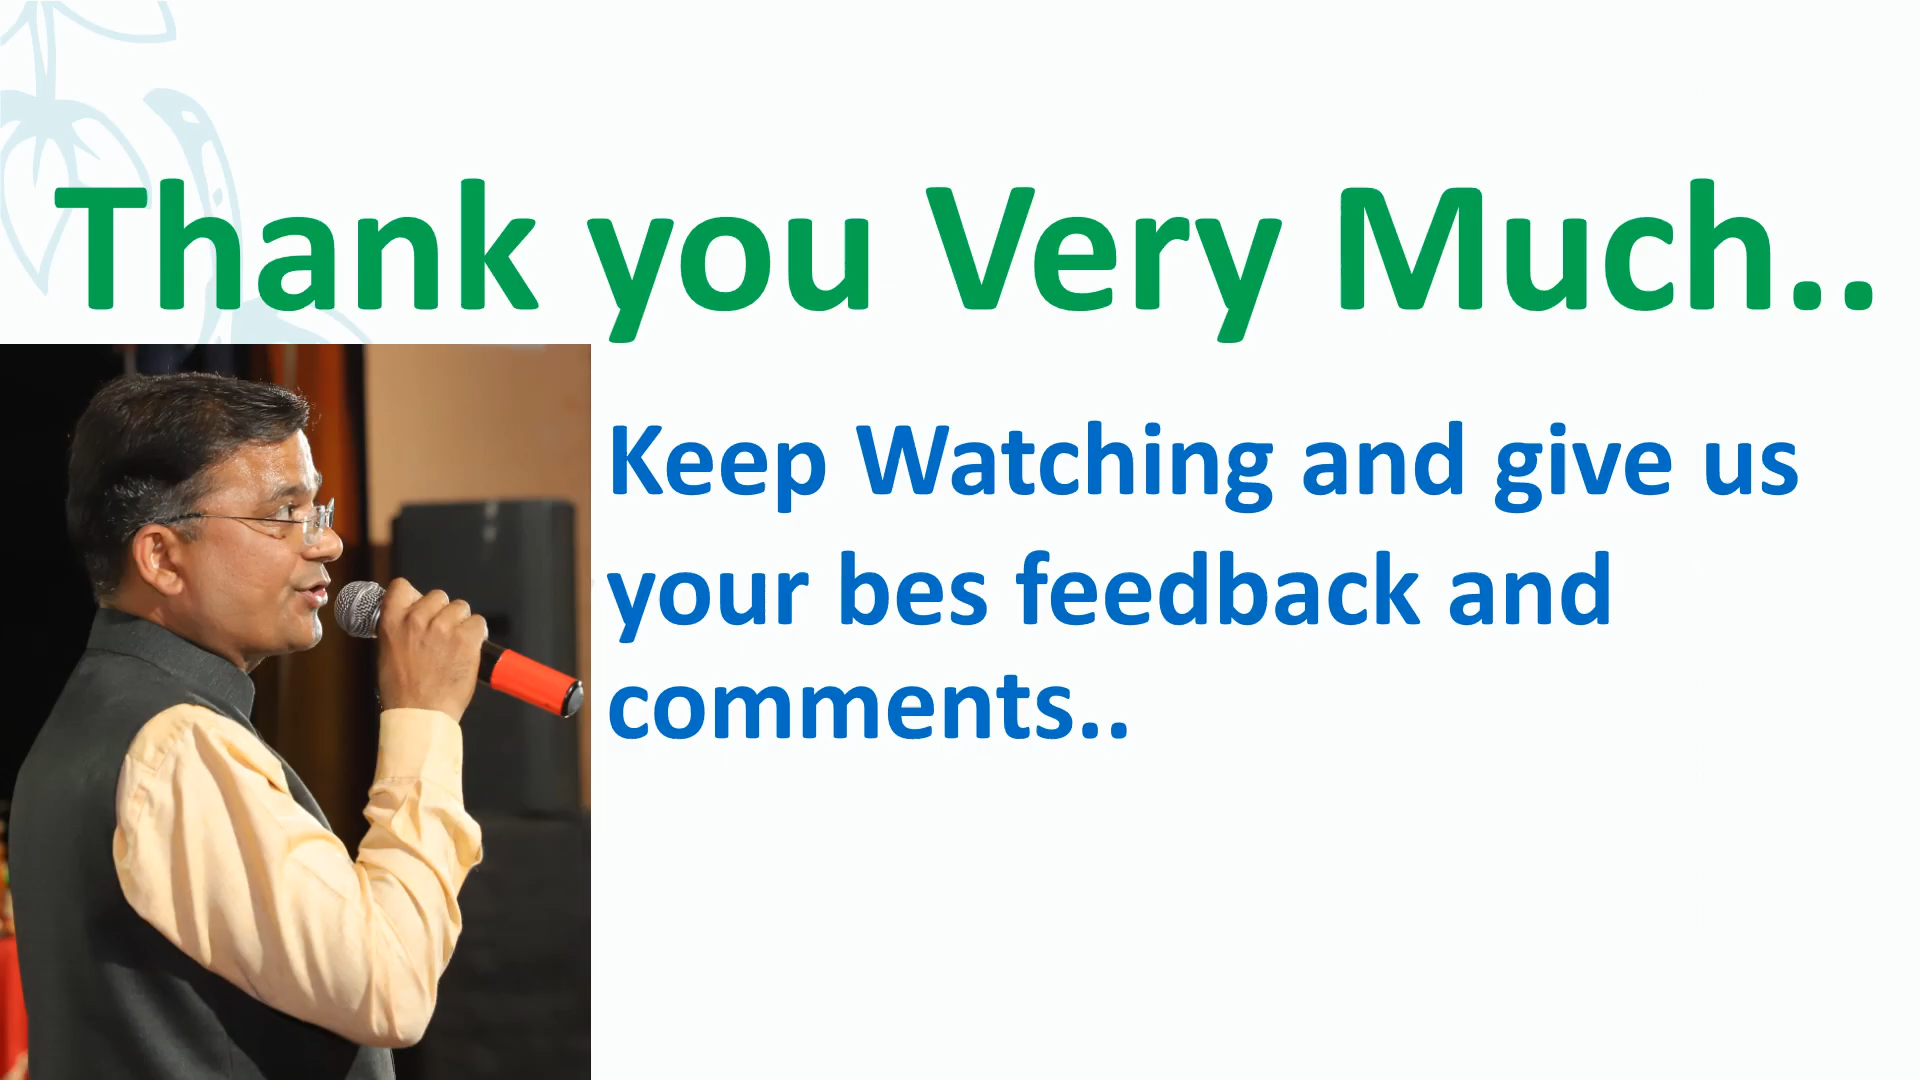 Thank you Very Much..
Keep Watching and give us
your bes feedback and
comments..